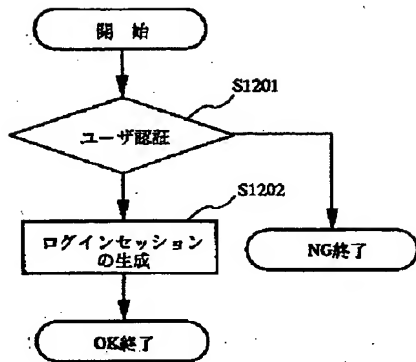 開 始
S1201
ユーザ認証
S1202
ログインセッション
の生成
NG終了
OK終了